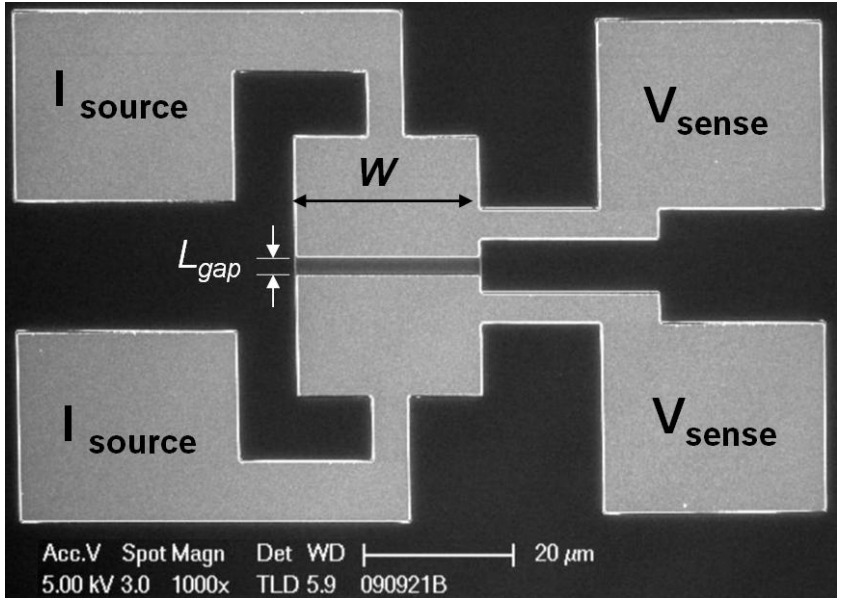 I source
V sense
W
L gap
I source
V sense
Acc.V Spot Magn Det WD 20 µm
5.00 kV 3.0 1000x TLD 5.9 090921B